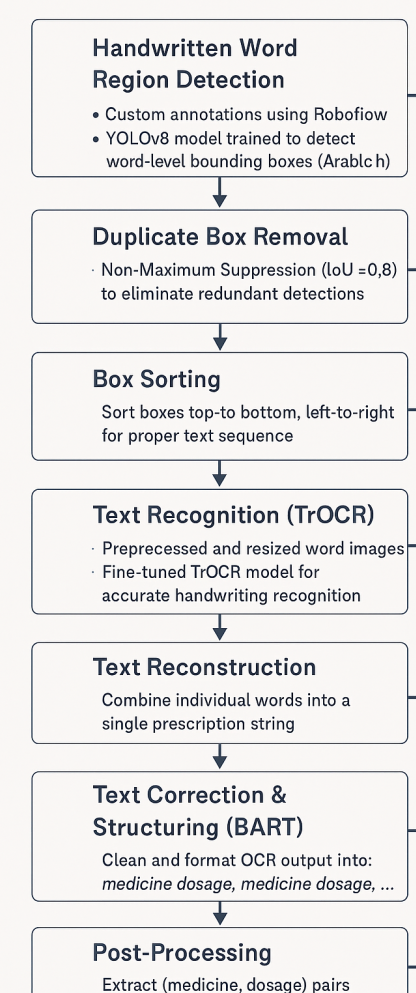 Handwritten Word
Region Detection
• Custom annotations using Robofiow
• YOLOv8 model trained to detect
word-level bounding boxes (Arablc h)
Duplicate Box Removal
· Non-Maximum Suppression (loU =0,8)
to eliminate redundant detections
Box Sorting
Sort boxes top-to bottom, left-to-right
for proper text sequence
Text Recognition (TrOCR)
· Preprecessed and resized word images
· Fine-tuned TrOCR model for
accurate handwriting recognition
Text Reconstruction
Combine individual words into a
single prescription string
Text Correction &
Structuring (BART)
Clean and format OCR output into:
medicine dosage, medicine dosage, ...
Post-Processing
Extract (medicine, dosage) pairs